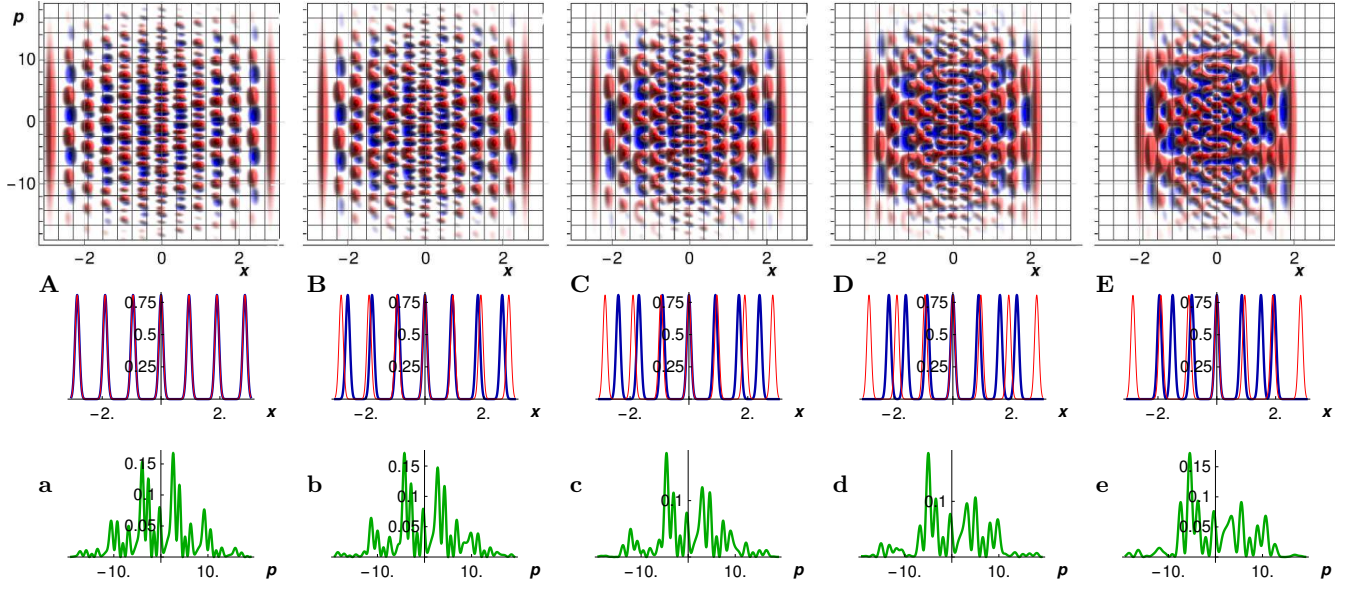 p
10
0
−10
−2 0 2 −2 0 2 −2 0 2 −2 0 2 −2 0 2
x x x x x
A B C D E
0.75 0.75 0.75 0.75 0.75
0.5 0.5 0.5 0.5 0.5
0.25 0.25 0.25 0.25 0.25
−2. 2. x −2. 2. x −2. 2. x −2. 2. x −2. 2. x
a b c d e
0.15 0.15 0.15
0.1 0.1 0.1 0.1 0.1
0.05 0.05 0.05
−10. 10. p −10. 10. p −10. 10. p −10. 10. p −10. 10. p